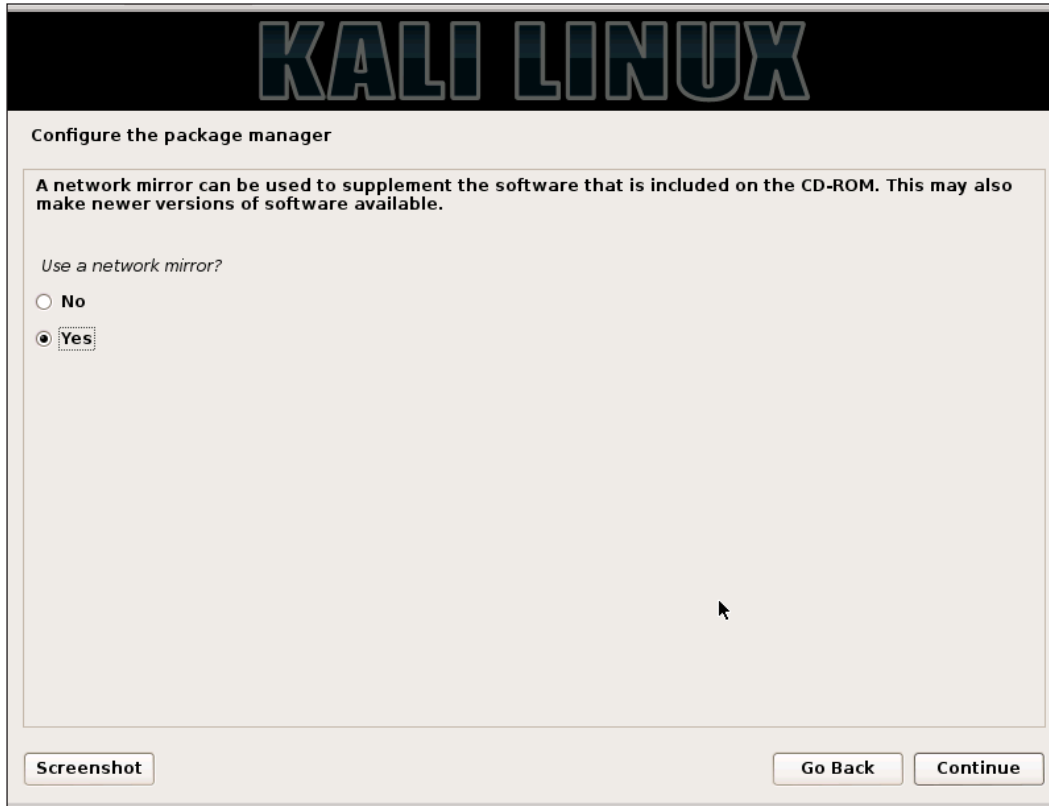 KALI LINUX
Configure the package manager
A network mirror can be used to supplement the software that is included on the CD-ROM. This may also
make newer versions of software available.
Use a network mirror?
No
Yes
Screenshot
Go Back
Continue